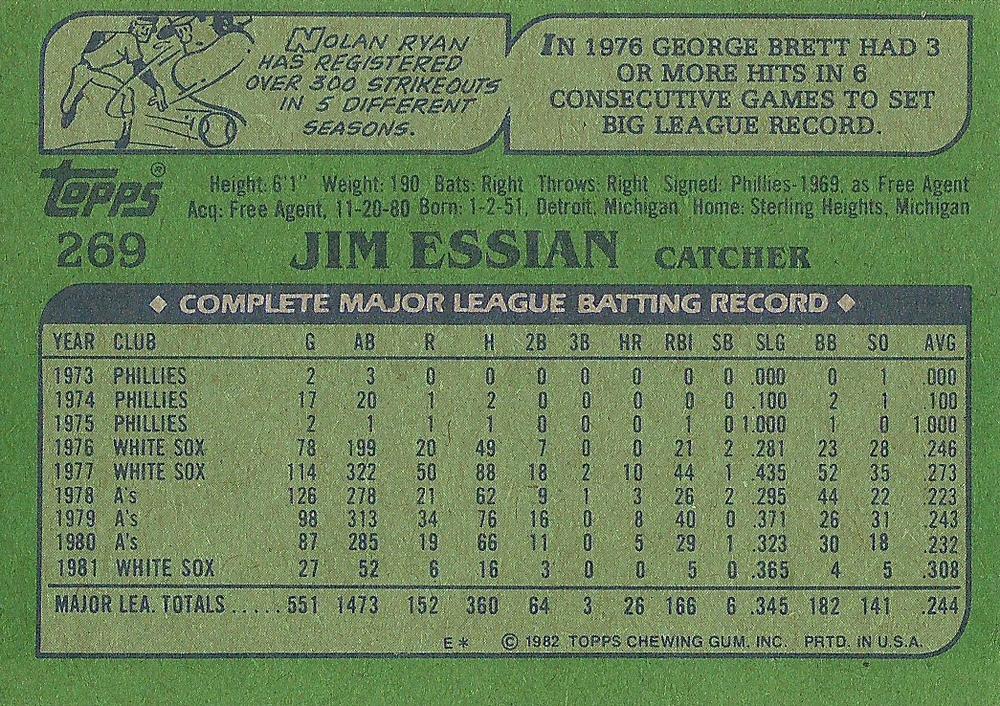 NOLAN RYAN
HAS REGISTERED
OVER 300 STRIKEOUTS
IN 5 DIFFERENT
SEASONS.
IN 1976 GEORGE BRETT HAD 3
OR MORE HITS IN 6
CONSECUTIVE GAMES TO SET
BIG LEAGUE RECORD.
TOPPS®
Height: 6'1" Weight: 190 Bats: Right Throws: Right Signed: Phillies-1969, as Free Agent
Acq: Free Agent, 11-20-80 Born: 1-2-51, Detroit, Michigan Home: Sterling Heights, Michigan
269 JIM ESSIAN CATCHER
◆ COMPLETE MAJOR LEAGUE BATTING RECORD ◆
YEAR CLUB G AB R H 2B 3B HR RBI SB SLG BB SO AVG
1973 PHILLIES 2 3 0 0 0 0 0 0 0 .000 0 1 .000
1974 PHILLIES 17 20 1 2 0 0 0 0 0 .100 2 1 .100
1975 PHILLIES 2 1 1 1 0 0 0 1 0 1.000 1 0 1.000
1976 WHITE SOX 78 199 20 49 7 0 0 21 2 .281 23 28 .246
1977 WHITE SOX 114 322 50 88 18 2 10 44 1 .435 52 35 .273
1978 A's 126 278 21 62 9 1 3 26 2 .295 44 22 .223
1979 A's 98 313 34 76 16 0 8 40 0 .371 26 31 .243
1980 A's 87 285 19 66 11 0 5 29 1 .323 30 18 .232
1981 WHITE SOX 27 52 6 16 3 0 0 5 0 .365 4 5 .308
MAJOR LEA. TOTALS.....551 1473 152 360 64 3 26 166 6 .345 182 141 .244
E* © 1982 TOPPS CHEWING GUM. INC. PRTD. IN U.S.A.